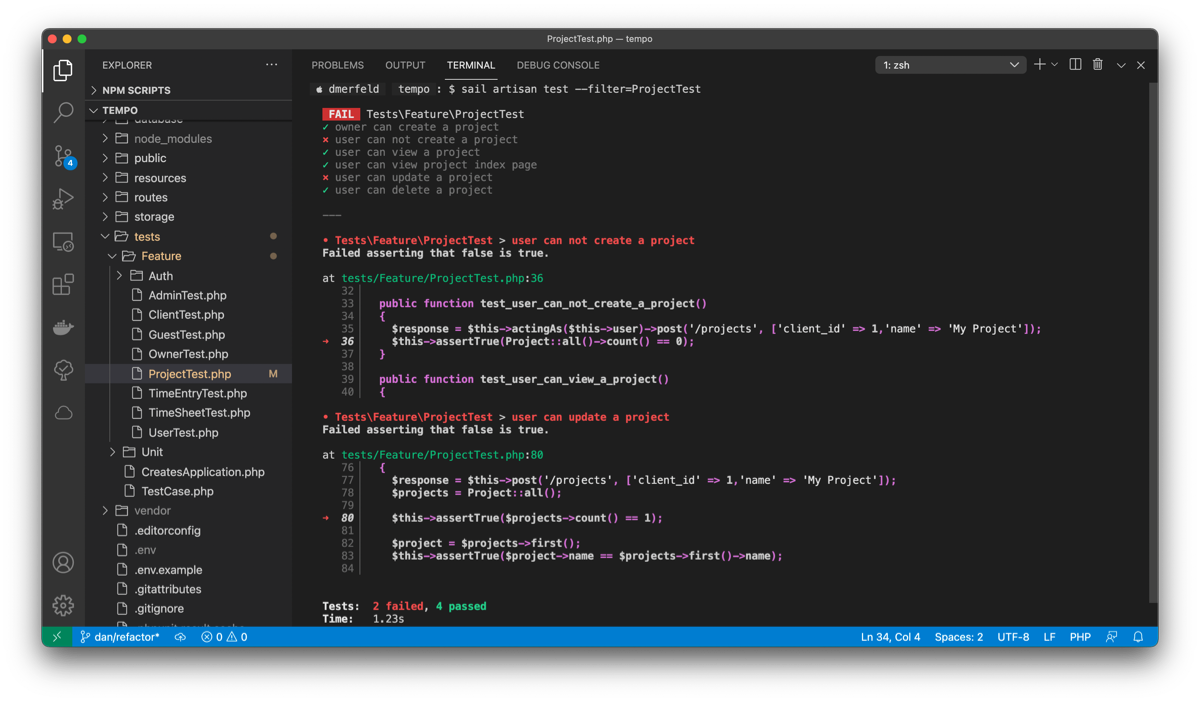 ProjectTest.php — tempo
EXPLORER
NPM SCRIPTS
TEMPO
database
node_modules
public
resources
routes
storage
tests
Feature
Auth
AdminTest.php
ClientTest.php
GuestTest.php
OwnerTest.php
ProjectTest.php M
TimeEntryTest.php
TimeSheetTest.php
UserTest.php
Unit
CreatesApplication.php
TestCase.php
vendor
.editorconfig
.env
.env.example
.gitattributes
.gitignore
4
PROBLEMS OUTPUT TERMINAL DEBUG CONSOLE
1: zsh
dmerfeld tempo : $ sail artisan test --filter=ProjectTest
FAIL Tests\Feature\ProjectTest
✓ owner can create a project
× user can not create a project
✓ user can view a project
✓ user can view project index page
× user can update a project
✓ user can delete a project
---
• Tests\Feature\ProjectTest > user can not create a project
Failed asserting that false is true.
at tests/Feature/ProjectTest.php:36
32
33 public function test_user_can_not_create_a_project()
34 {
35 $response = $this->actingAs($this->user)->post('/projects', ['client_id' => 1,'name' => 'My Project']);
→ 36 $this->assertTrue(Project::all()->count() == 0);
37 }
38
39 public function test_user_can_view_a_project()
40 {
• Tests\Feature\ProjectTest > user can update a project
Failed asserting that false is true.
at tests/Feature/ProjectTest.php:80
76 {
77 $response = $this->post('/projects', ['client_id' => 1,'name' => 'My Project']);
78 $projects = Project::all();
79
→ 80 $this->assertTrue($projects->count() == 1);
81
82 $project = $projects->first();
83 $this->assertTrue($project->name == $projects->first()->name);
84
Tests: 2 failed, 4 passed
Time: 1.23s
dan/refactor* 0 0
Ln 34, Col 4 Spaces: 2 UTF-8 LF PHP